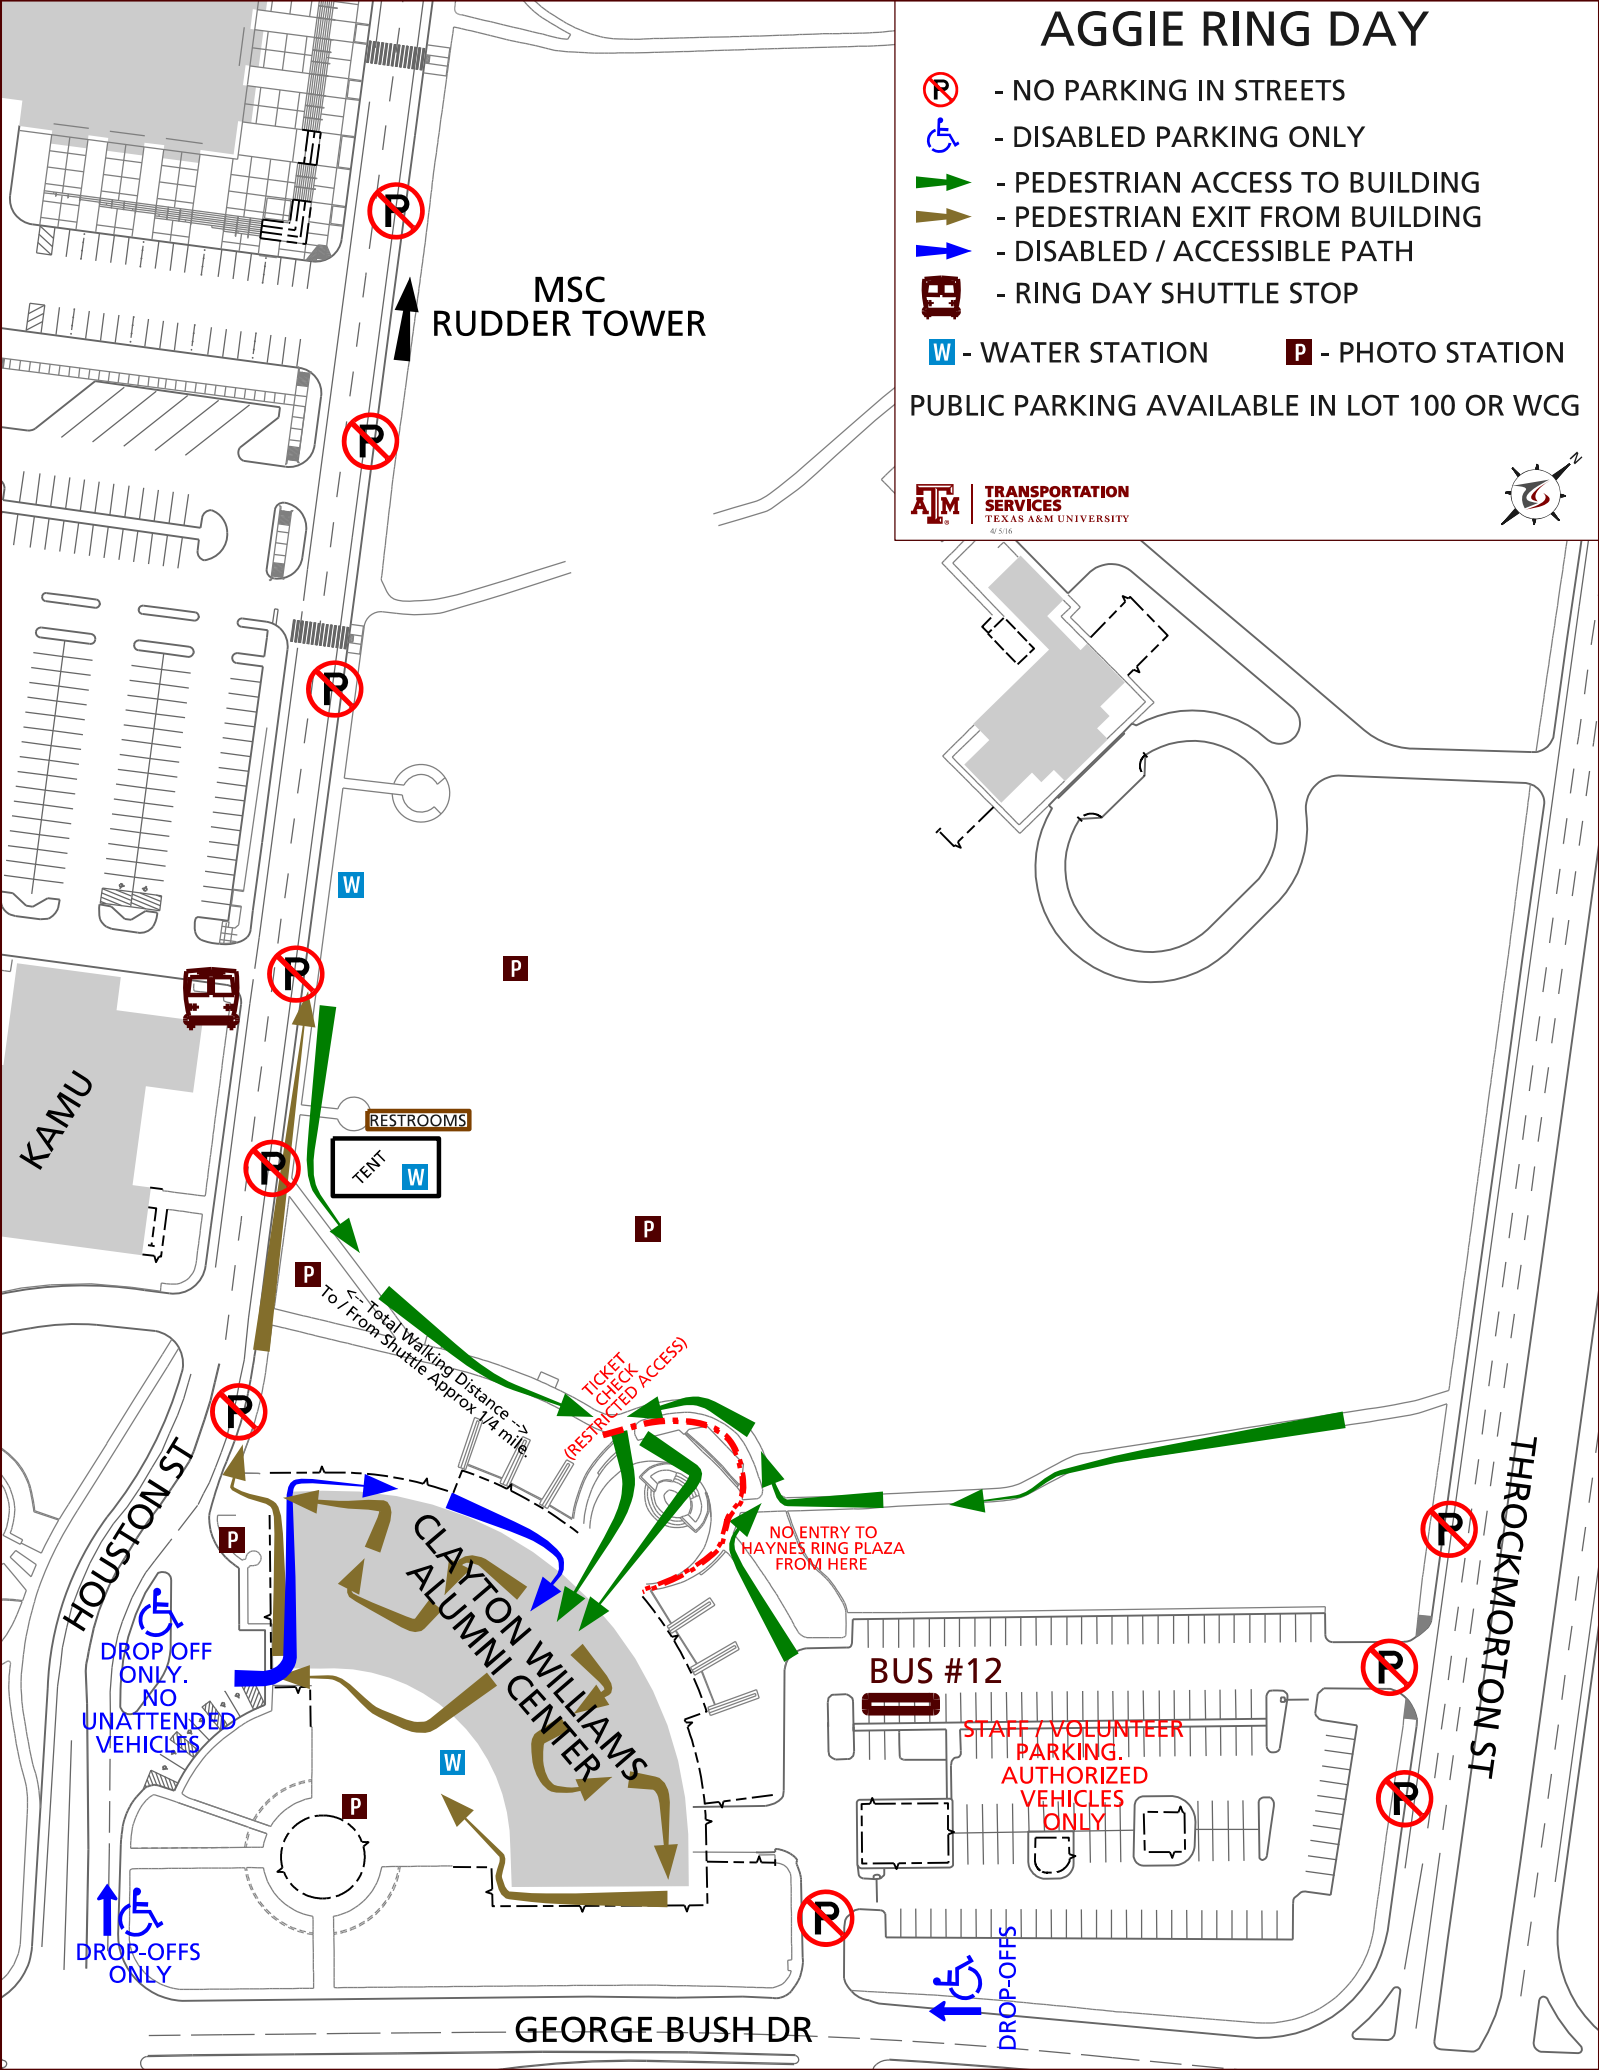 AGGIE RING DAY
P - NO PARKING IN STREETS
- DISABLED PARKING ONLY
- PEDESTRIAN ACCESS TO BUILDING
- PEDESTRIAN EXIT FROM BUILDING
- DISABLED / ACCESSIBLE PATH
- RING DAY SHUTTLE STOP
W - WATER STATION
P - PHOTO STATION
PUBLIC PARKING AVAILABLE IN LOT 100 OR WCG
ATM
TRANSPORTATION
SERVICES
TEXAS A&M UNIVERSITY
4/ 5/16
N
P
MSC
RUDDER TOWER
P
P
W
P
P
KAMU
RESTROOMS
TENT
W
P
P
P
<-- Total Walking Distance -->
To / From Shuttle Approx 1/4 mile.
TICKET
CHECK
(RESTRICTED ACCESS)
P
HOUSTON ST
P
NO ENTRY TO
HAYNES RING PLAZA
FROM HERE
P
THROCKMORTON ST
CLAYTON WILLIAMS
ALUMNI CENTER
DROP OFF
ONLY.
NO
UNATTENDED
VEHICLES
BUS #12
P
STAFF / VOLUNTEER
PARKING.
AUTHORIZED
VEHICLES
ONLY
W
P
P
P
DROP-OFFS
ONLY
DROP-OFFS
GEORGE BUSH DR